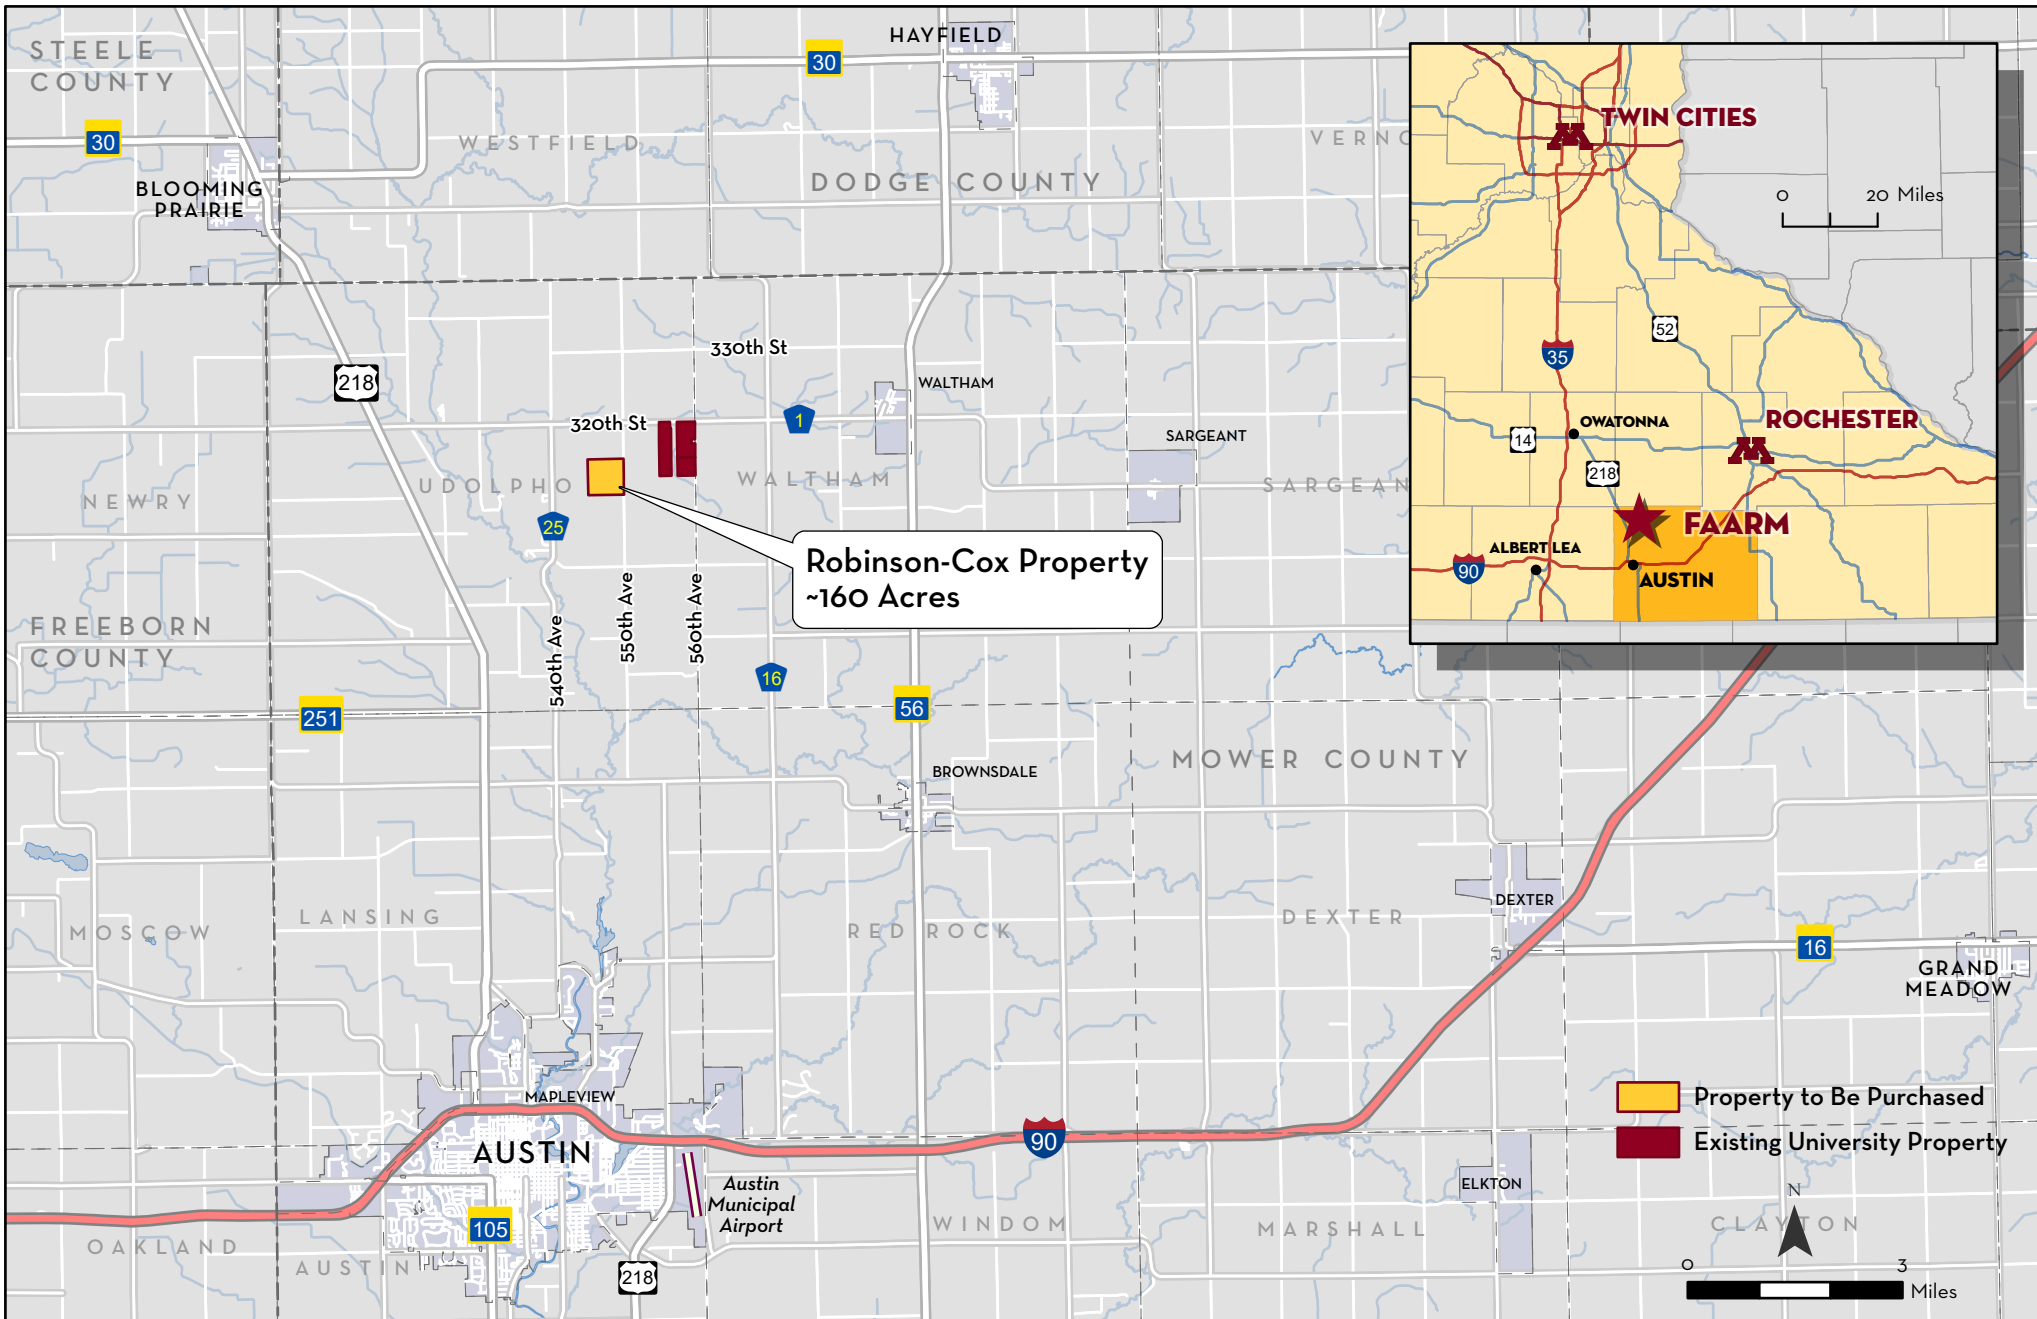 STEELE
COUNTY
HAYFIELD
30
30
WESTFIELD
VERNO
BLOOMING
PRAIRIE
DODGE COUNTY
218
330th St
WALTHAM
320th St
1
SARGEANT
NEWRY
UDOLPHO
WALTHAM
SARGEAN
25
Robinson-Cox Property
~160 Acres
FREEBORN
COUNTY
540th Ave
550th Ave
560th Ave
16
251
56
MOWER COUNTY
BROWNSDALE
DEXTER
MOSCOW
LANSING
RED ROCK
DEXTER
16
GRAND
MEADOW
MAPLEVIEW
AUSTIN
90
Austin
Municipal
Airport
ELKTON
105
OAKLAND
AUSTIN
218
WINDOM
MARSHALL
CLAYTON
TWIN CITIES
0 20 Miles
52
35
OWATONNA
ROCHESTER
14
218
FAARM
ALBERT LEA
90
AUSTIN
Property to Be Purchased
Existing University Property
N
0 3
Miles